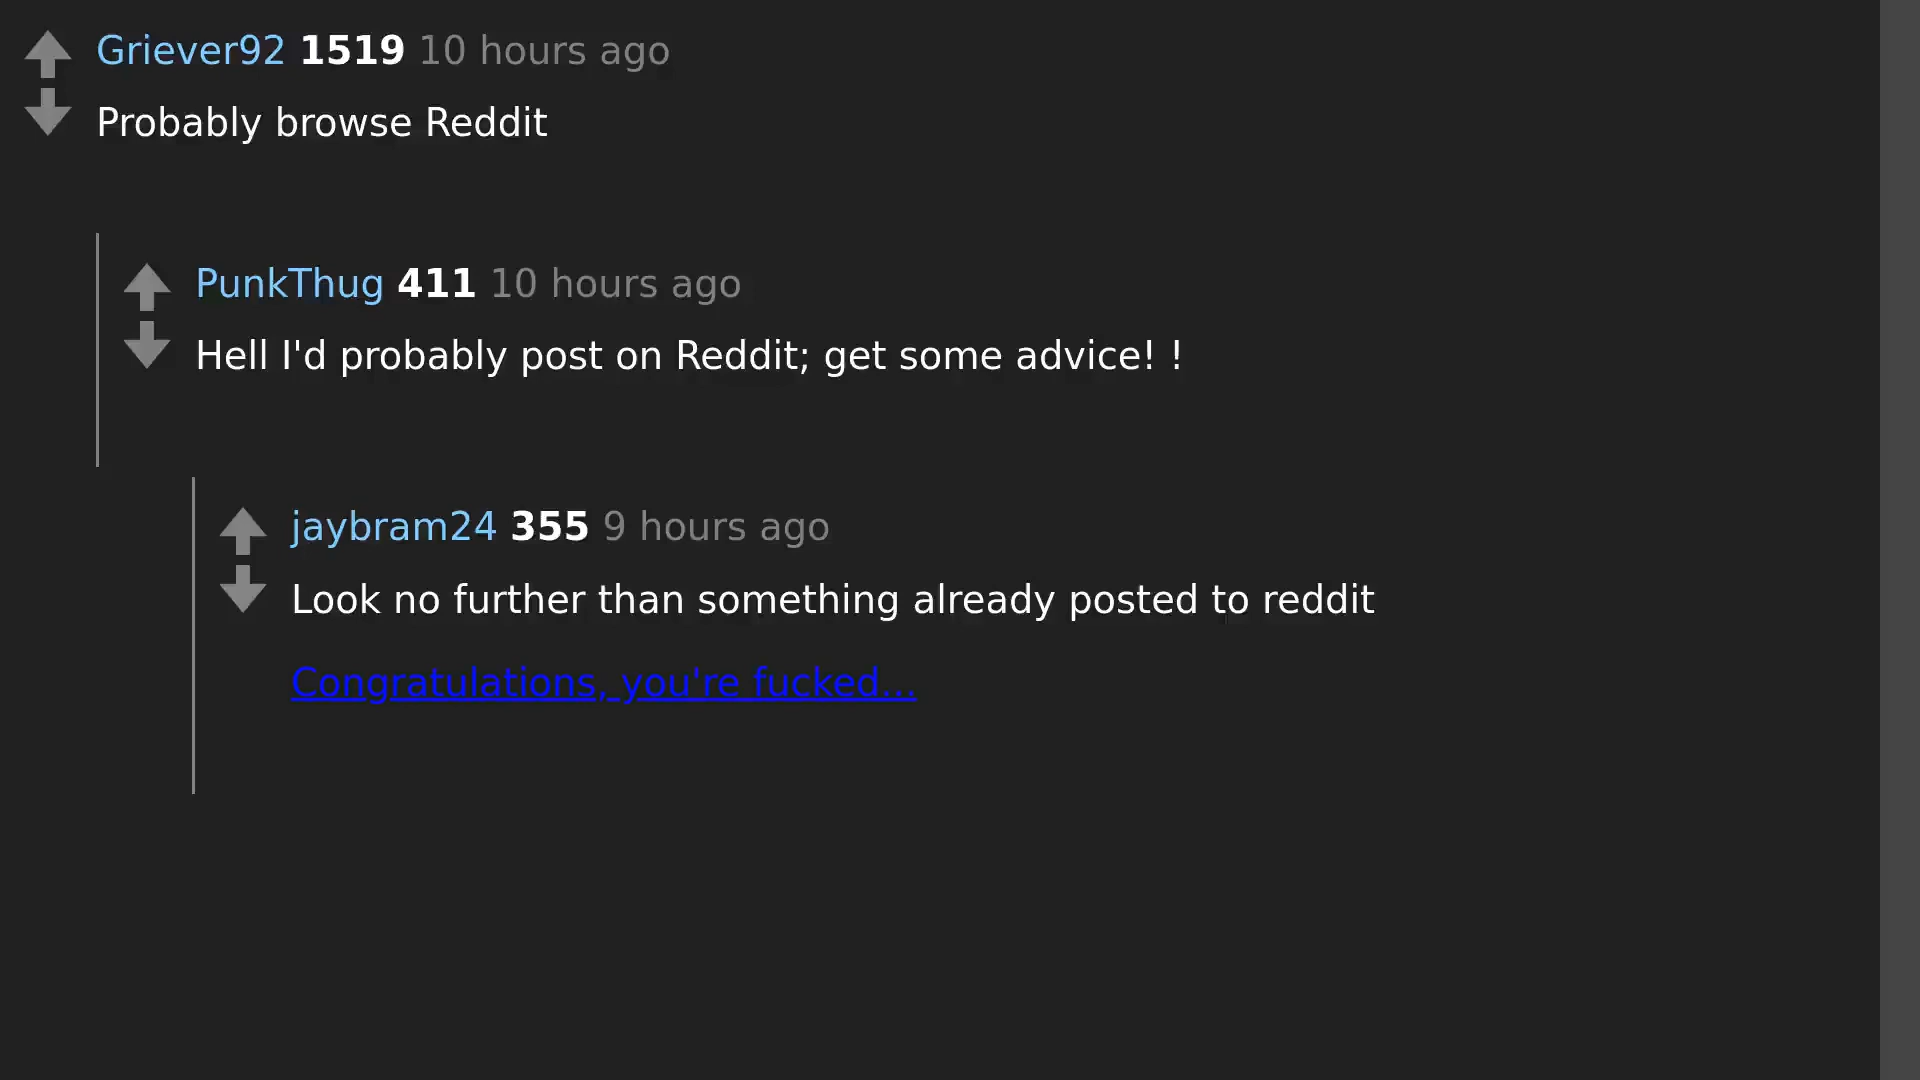 Griever92 1519 10 hours ago
Probably browse Reddit
PunkThug 411 10 hours ago
Hell I'd probably post on Reddit; get some advice! !
jaybram24 355 9 hours ago
Look no further than something already posted to reddit
Congratulations, you're fucked...